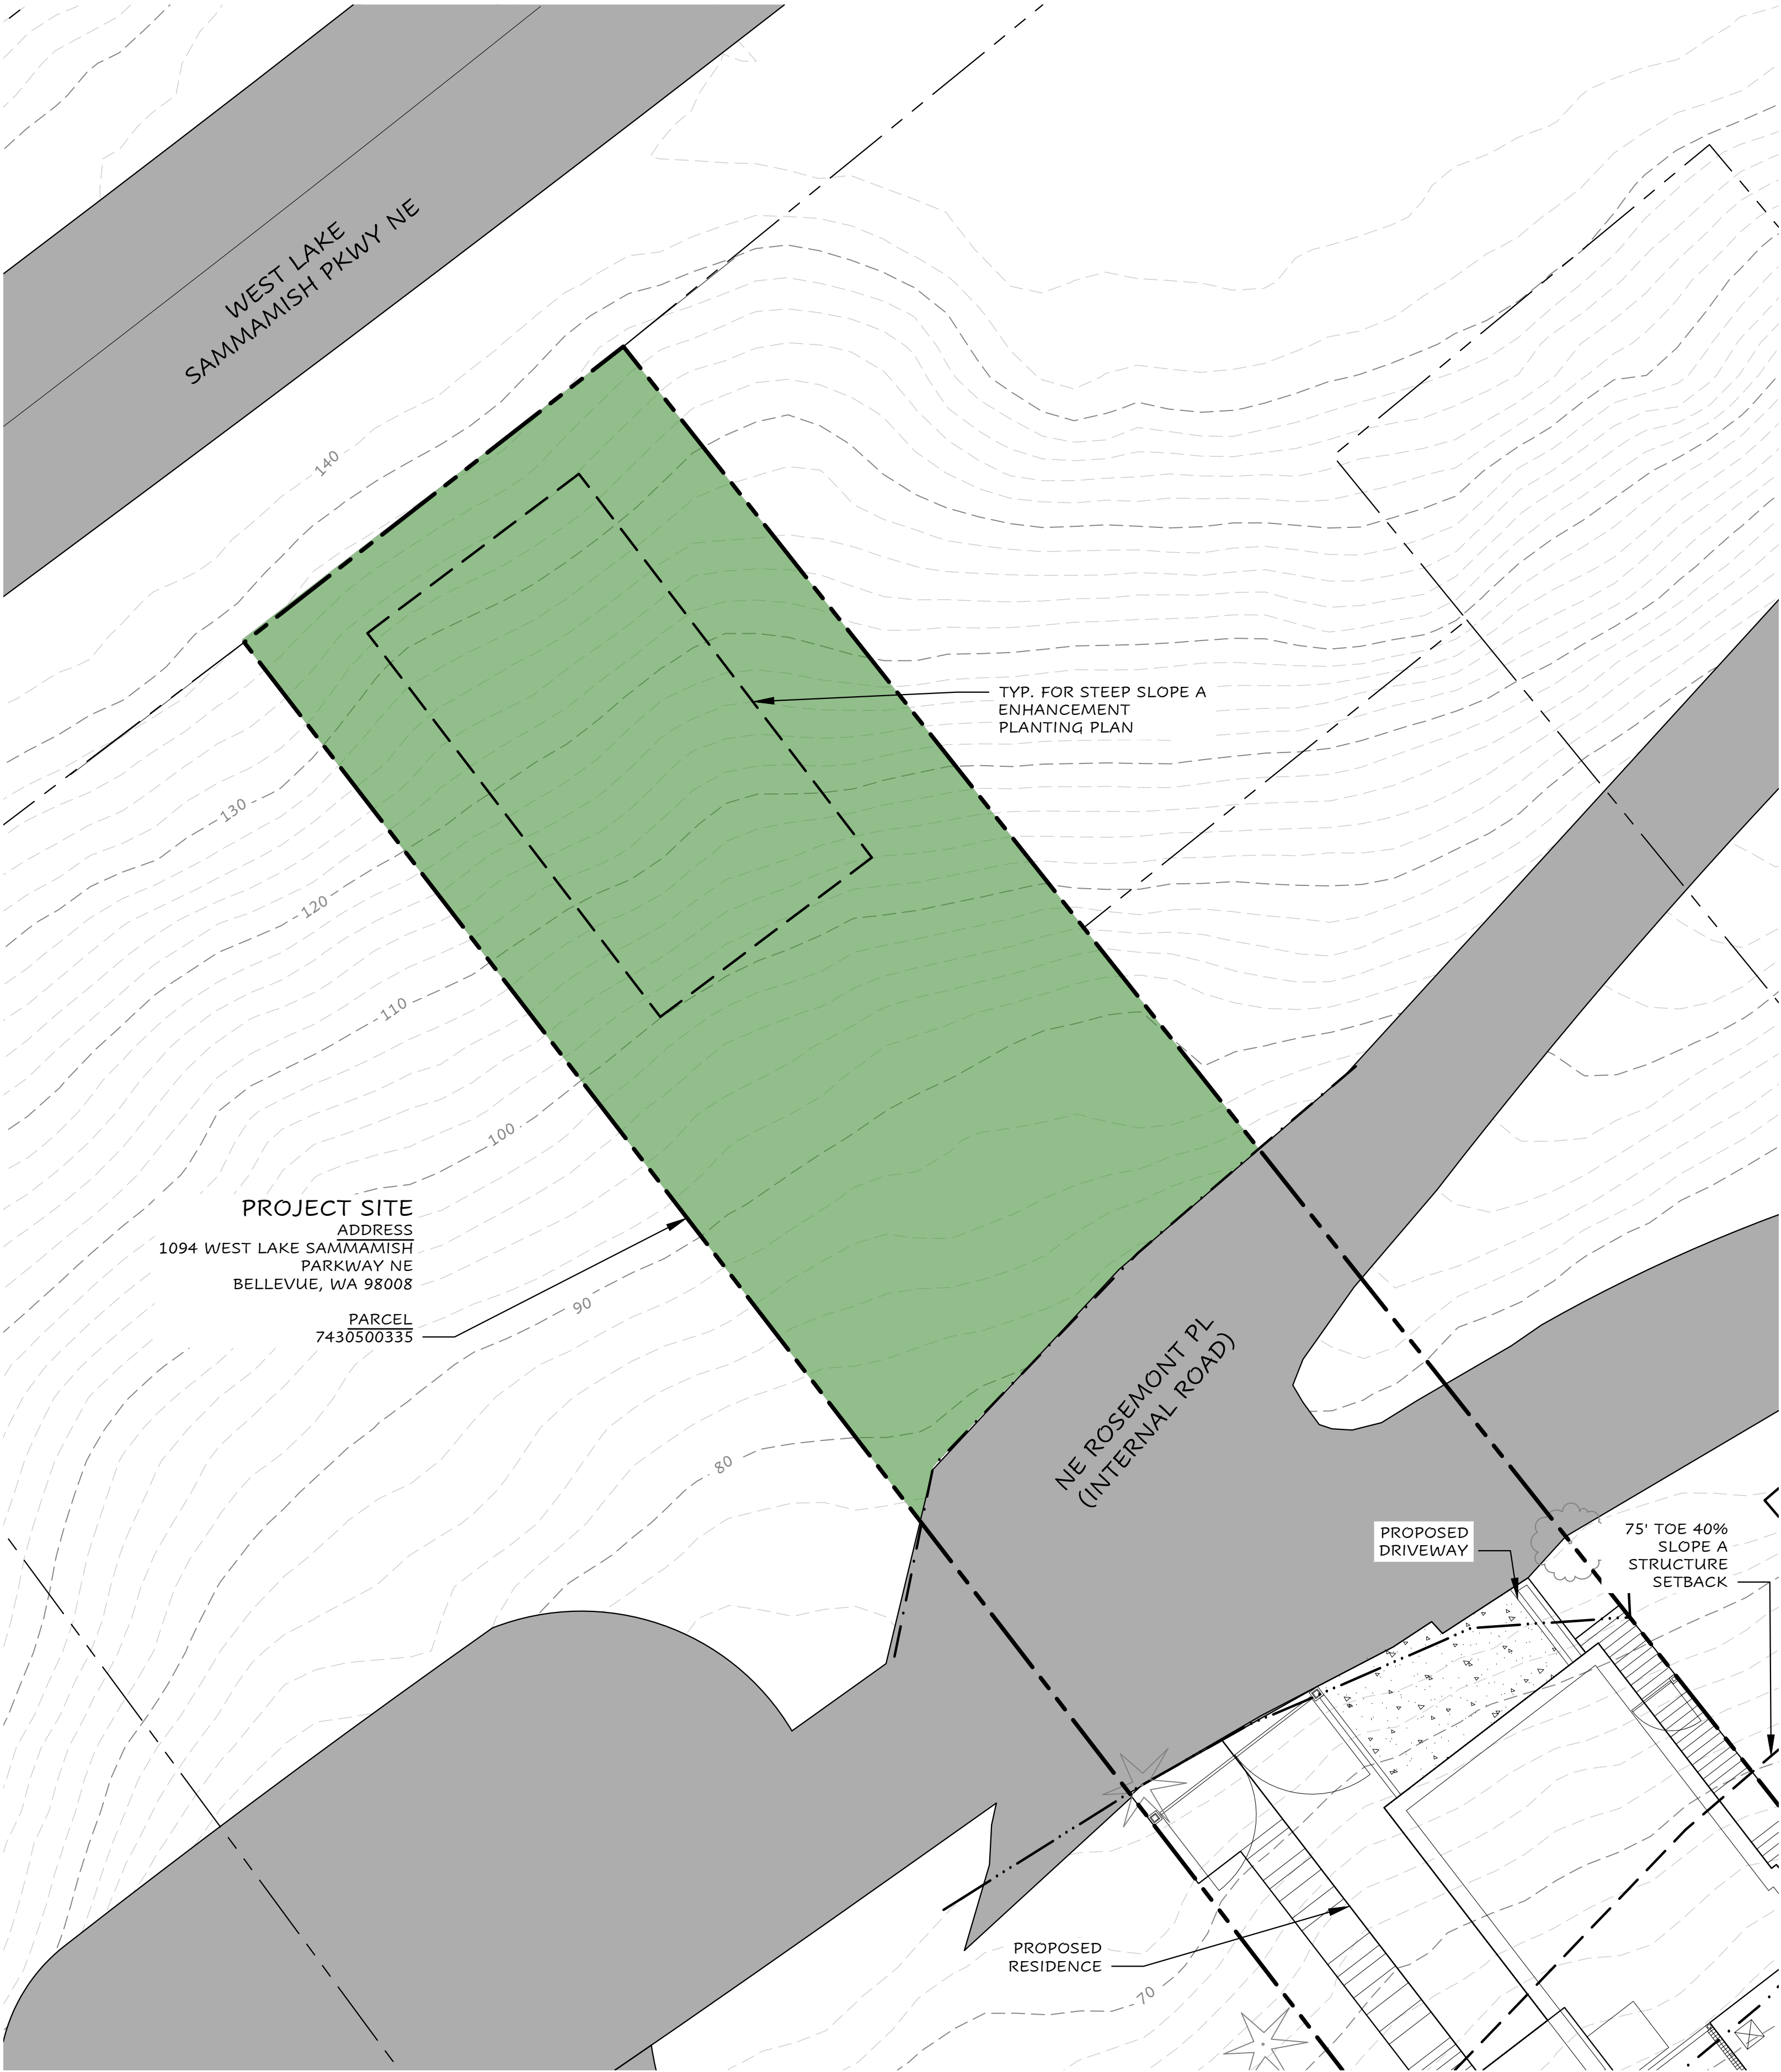 WEST LAKE
SAMMAMISH PKWY NE
140
TYP. FOR STEEP SLOPE A
ENHANCEMENT
PLANTING PLAN
130
120
110
100
PROJECT SITE
ADDRESS
1094 WEST LAKE SAMMAMISH
PARKWAY NE
BELLEVUE, WA 98008
PARCEL
7430500335
90
80
NE ROSEMONT PL
(INTERNAL ROAD)
PROPOSED
DRIVEWAY
75' TOE 40%
SLOPE A
STRUCTURE
SETBACK
PROPOSED
RESIDENCE
70